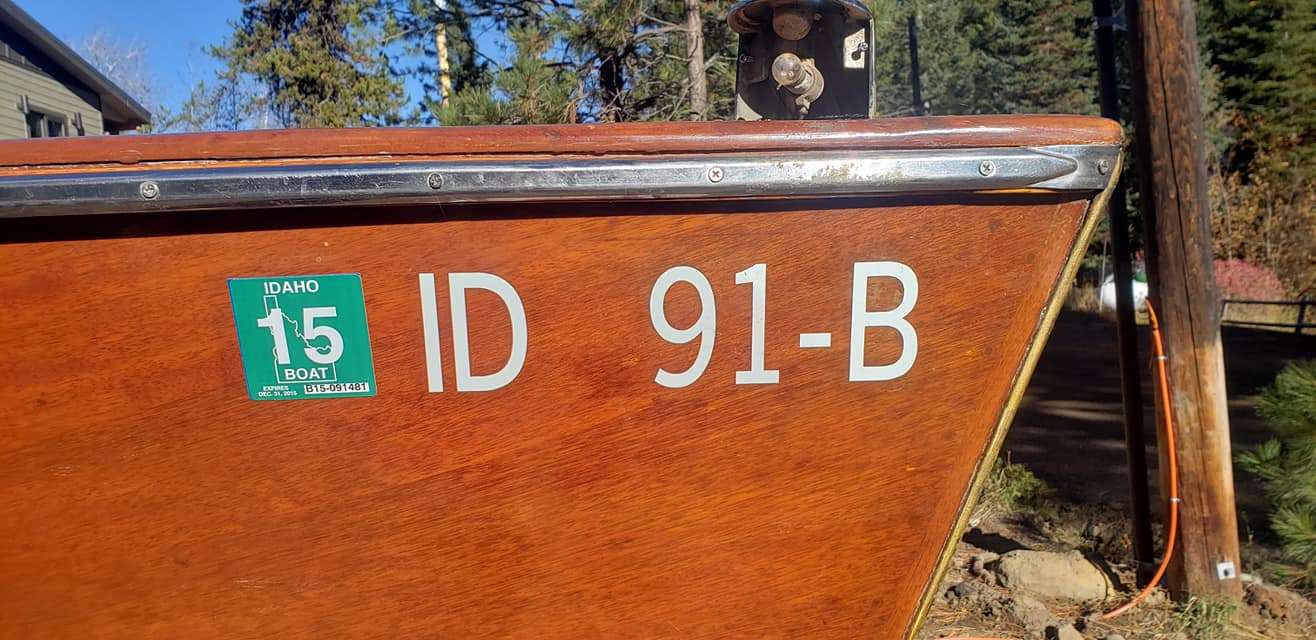 IDAHO
15
BOAT
EXPIRES
DEC. 31, 2015
B15-091481
ID 91-B